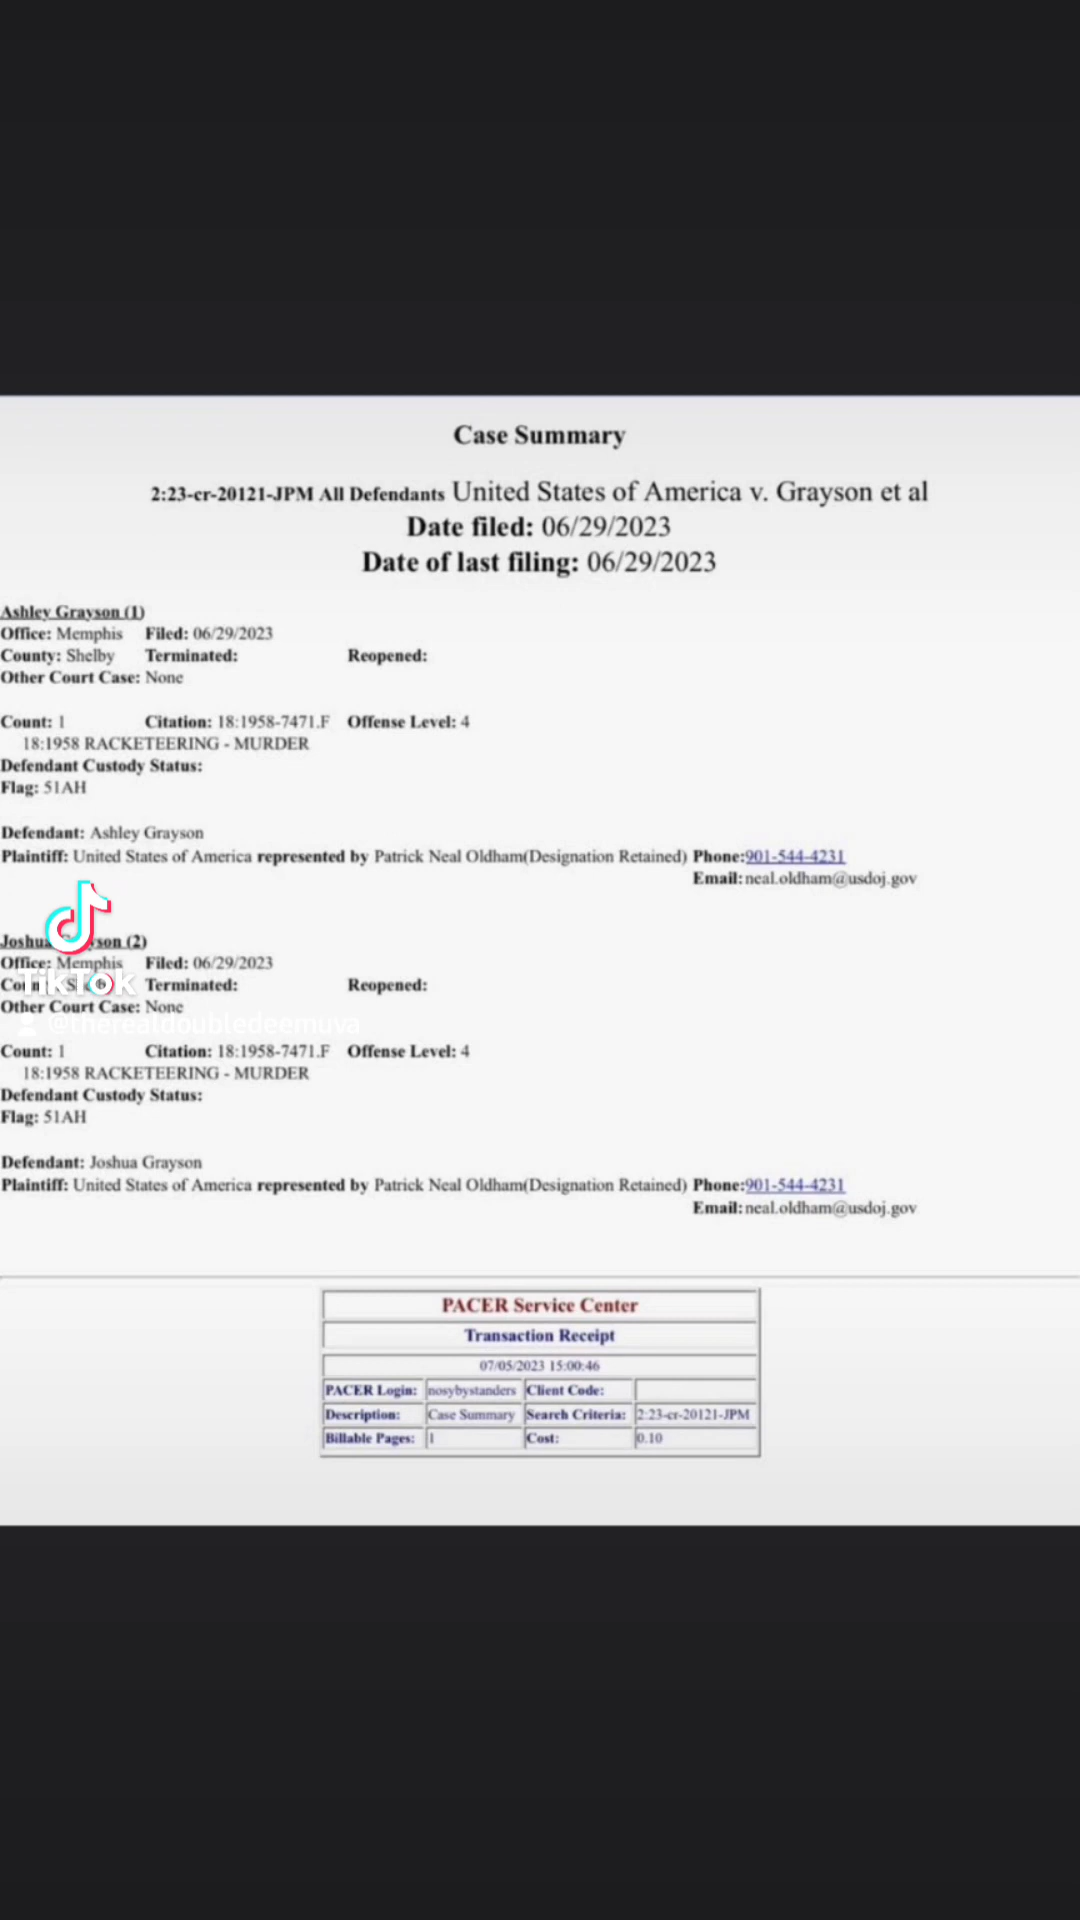 Case Summary
2:23-cr-20121-JPM All Defendants United States of America v. Grayson et al
Date filed: 06/29/2023
Date of last filing: 06/29/2023
Ashley Grayson (1)
Office: Memphis Filed: 06/29/2023
County: Shelby Terminated: Reopened:
Other Court Case: None
Count: 1 Citation: 18:1958-7471.F Offense Level: 4
18:1958 RACKETEERING - MURDER
Defendant Custody Status:
Flag: 51AH
Defendant: Ashley Grayson
Plaintiff: United States of America represented by Patrick Neal Oldham(Designation Retained) Phone:901-544-4231
Email:neal.oldham@usdoj.gov
Joshua Grayson (2)
Office: Memphis Filed: 06/29/2023
TikTok
Terminated: Reopened:
Other Court Case: None
@therealdoubledeemuva
Count: 1 Citation: 18:1958-7471.F Offense Level: 4
18:1958 RACKETEERING - MURDER
Defendant Custody Status:
Flag: 51AH
Defendant: Joshua Grayson
Plaintiff: United States of America represented by Patrick Neal Oldham(Designation Retained) Phone:901-544-4231
Email:neal.oldham@usdoj.gov
PACER Service Center
Transaction Receipt
07/05/2023 15:00:46
PACER Login: nosybystanders Client Code:
Description: Case Summary Search Criteria: 2:23-cr-20121-JPM
Billable Pages: 1 Cost: 0.10